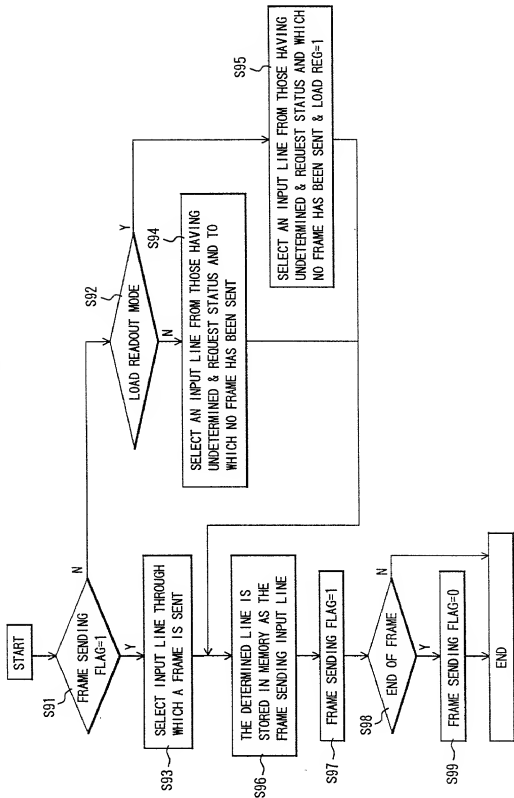 START
S91
FRAME SENDING
FLAG=1
N
Y
S92
LOAD READOUT MODE
Y
N
S93
SELECT INPUT LINE THROUGH
WHICH A FRAME IS SENT
S94
SELECT AN INPUT LINE FROM THOSE HAVING
UNDETERMINED & REQUEST STATUS AND TO
WHICH NO FRAME HAS BEEN SENT
S95
SELECT AN INPUT LINE FROM THOSE HAVING
UNDETERMINED & REQUEST STATUS AND WHICH
NO FRAME HAS BEEN SENT & LOAD REG=1
S96
THE DETERMINED LINE IS
STORED IN MEMORY AS THE
FRAME SENDING INPUT LINE
S97
FRAME SENDING FLAG=1
S98
END OF FRAME
N
Y
S99
FRAME SENDING FLAG=0
END